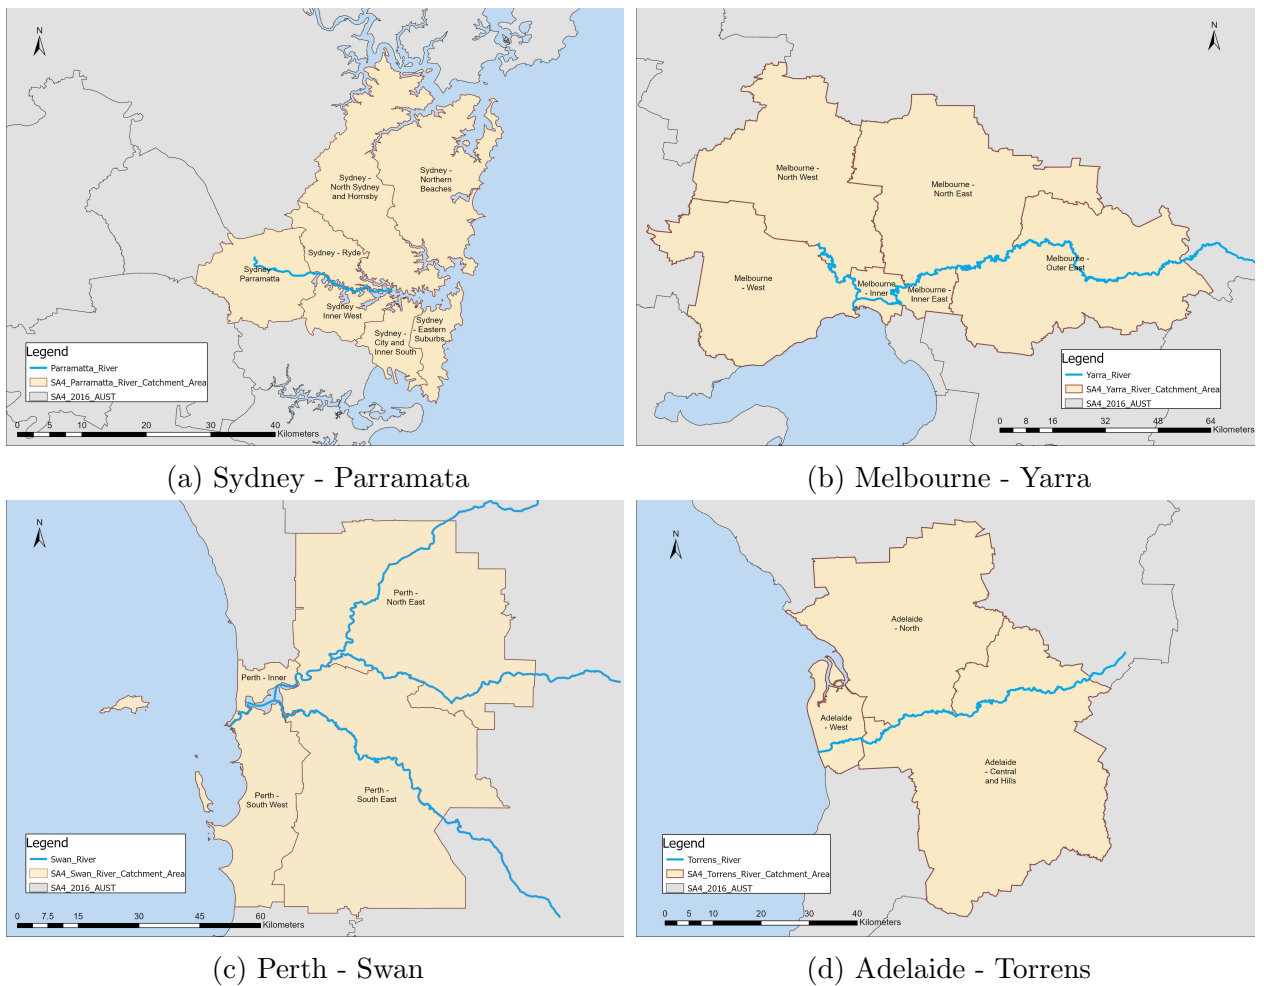 N
Sydney -
North Sydney
and Hornsby
Sydney -
Northern
Beaches
Sydney - Ryde
Sydney
Parramatta
Sydney -
Inner West
Sydney -
City and
Inner South
Sydney
- Eastern
Suburbs
Legend
Parramatta_River
SA4_Parramatta_River_Catchment_Area
SA4_2016_AUST
0 5 10 20 30 40
Kilometers
(a) Sydney - Parramata
N
Melbourne -
North West
Melbourne -
North East
Melbourne
- West
Melbourne
- Inner
Melbourne -
Inner East
Melbourne -
Outer East
Legend
Yarra_River
SA4_Yarra_River_Catchment_Area
SA4_2016_AUST
0 8 16 32 48 64
Kilometers
(b) Melbourne - Yarra
N
Perth -
North East
Perth - Inner
Perth -
South West
Perth -
South East
Legend
Swan_River
SA4_Swan_River_Catchment_Area
SA4_2016_AUST
0 7.5 15 30 45 60
Kilometers
(c) Perth - Swan
N
Adelaide
- North
Adelaide
- West
Adelaide
- Central
and Hills
Legend
Torrens_River
SA4_Torrens_River_Catchment_Area
SA4_2016_AUST
0 5 10 20 30 40
Kilometers
(d) Adelaide - Torrens